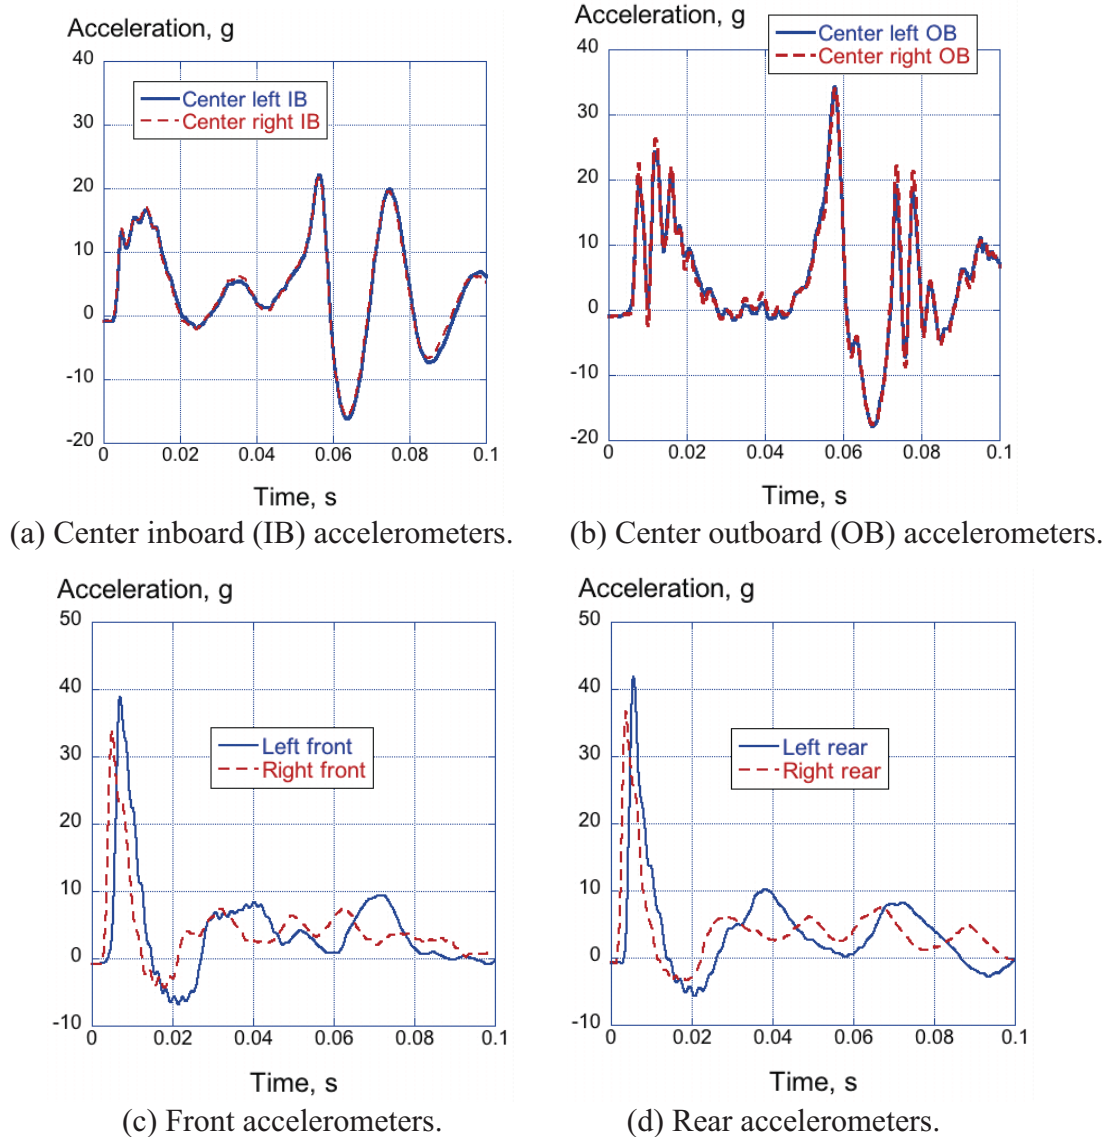 Acceleration, g
40
30
20
10
0
-10
-20
0 0.02 0.04 0.06 0.08 0.1
Center left IB
Center right IB
Time, s
(a) Center inboard (IB) accelerometers.
Acceleration, g
40
30
20
10
0
-10
-20
0 0.02 0.04 0.06 0.08 0.1
Center left OB
Center right OB
Time, s
(b) Center outboard (OB) accelerometers.
Acceleration, g
50
40
30
20
10
0
-10
0 0.02 0.04 0.06 0.08 0.1
Left front
Right front
Time, s
(c) Front accelerometers.
Acceleration, g
50
40
30
20
10
0
-10
0 0.02 0.04 0.06 0.08 0.1
Left rear
Right rear
Time, s
(d) Rear accelerometers.